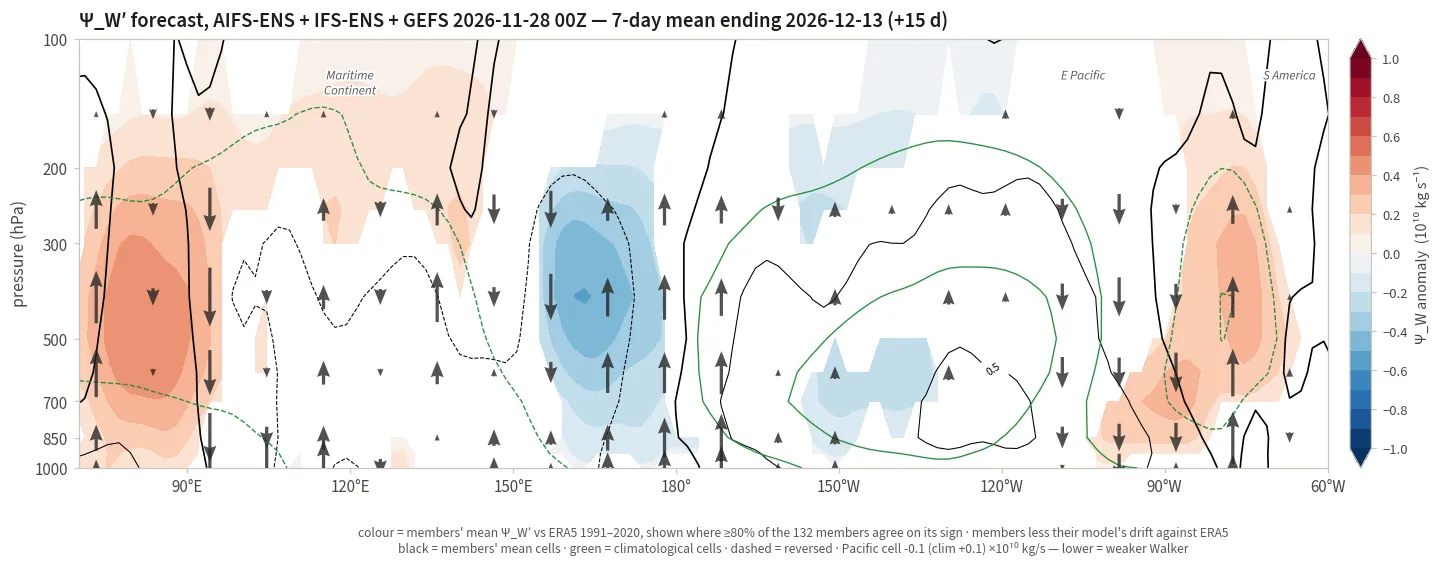 Ψ_W′ forecast, AIFS-ENS + IFS-ENS + GEFS 2026-11-28 00Z — 7-day mean ending 2026-12-13 (+15 d)
100
200
300
500
700
850
1000
pressure (hPa)
Maritime
Continent
E Pacific
S America
0.5
90°E
120°E
150°E
180°
150°W
120°W
90°W
60°W
1.0
0.8
0.6
0.4
0.2
0.0
−0.2
−0.4
−0.6
−0.8
−1.0
Ψ_W anomaly (10¹⁰ kg s⁻¹)
colour = members' mean Ψ_W′ vs ERA5 1991–2020, shown where ≥80% of the 132 members agree on its sign · members less their model's drift against ERA5
black = members' mean cells · green = climatological cells · dashed = reversed · Pacific cell -0.1 (clim +0.1) ×10¹⁰ kg/s — lower = weaker Walker